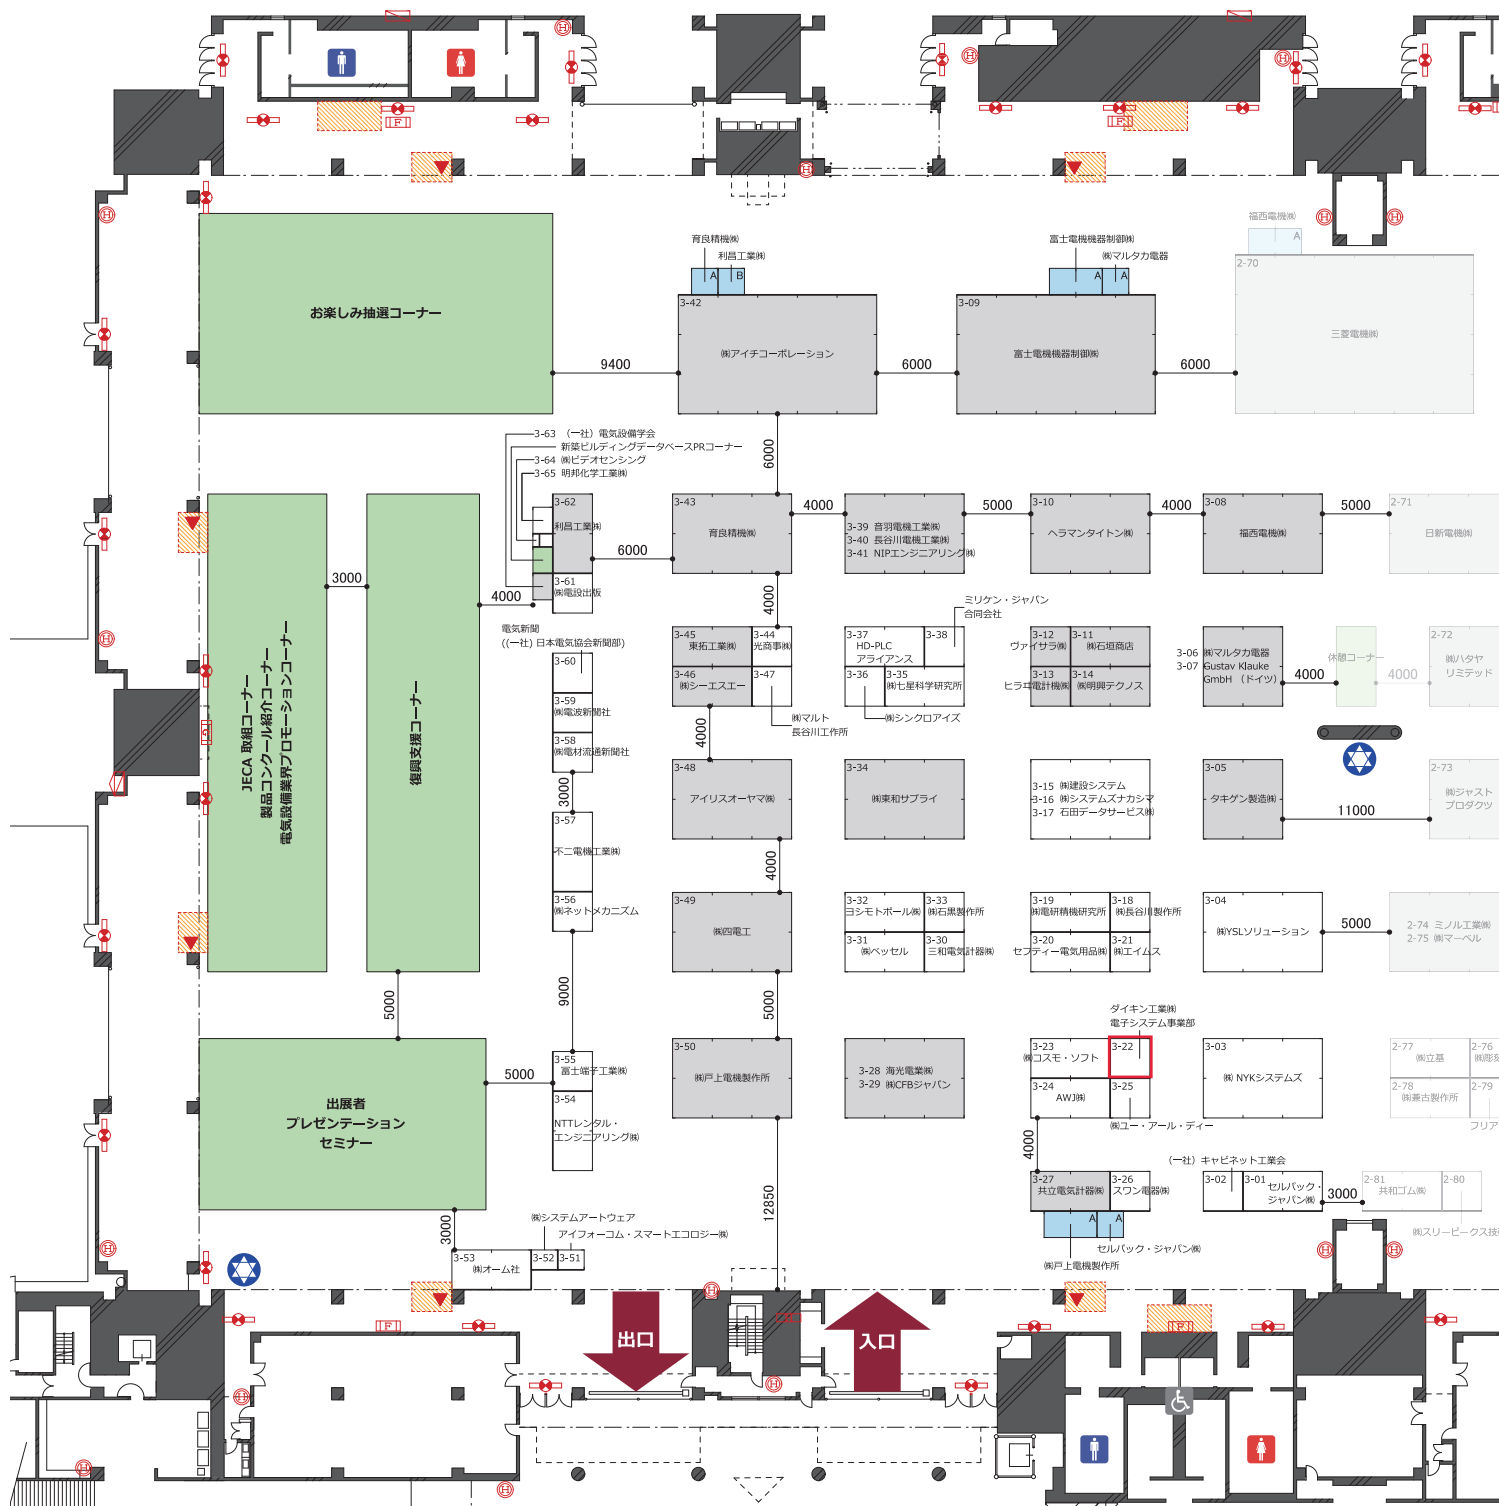 福西電機㈱
A
育良精機㈱
利昌工業㈱
A
B
富士電機機器制御㈱
㈱マルタカ電器
A
A
3-42
㈱アイチコーポレーション
3-09
富士電機機器制御㈱
2-70
三菱電機㈱
お楽しみ抽選コーナー
9400
6000
6000
6000
3-63 （一社）電気設備学会
新築ビルディングデータベースPRコーナー
3-64 ㈱ビデオセンシング
3-65 明邦化学工業㈱
3-62
利昌工業㈱
3-61
㈱電設出版
6000
3-43
育良精機㈱
4000
3-39 音羽電機工業㈱
3-40 長谷川電機工業㈱
3-41 NIPエンジニアリング㈱
5000
3-10
ヘラマンタイトン㈱
4000
3-08
福西電機㈱
5000
2-71
日新電機㈱
3000
4000
4000
JECA 取組コーナー
製品コンクール紹介コーナー
電気設備業界プロモーションコーナー
復興支援コーナー
電気新聞
((一社) 日本電気協会新聞部)
3-60
3-59
㈱電波新聞社
3-58
㈱電材流通新聞社
3-45
東拓工業㈱
3-44
光商事㈱
3-46
㈱シーエスエー
3-47
㈱マルト
長谷川工作所
ミリケン・ジャパン
合同会社
3-37
HD-PLC
アライアンス
3-38
3-36
3-35
㈱七星科学研究所
㈱シンクロアイズ
3-12
ヴァイサラ㈱
3-11
㈱石垣商店
3-13
ヒラヰ電計機㈱
3-14
㈱明興テクノス
3-06 ㈱マルタカ電器
3-07 Gustav Klauke
GmbH （ドイツ）
4000
休憩コーナー
4000
2-72
㈱ハタヤ
リミテッド
4000
3000
3-57
不二電機工業㈱
3-56
㈱ネットメカニズム
3-48
アイリスオーヤマ㈱
3-34
㈱東和サプライ
3-15 ㈱建設システム
3-16 ㈱システムズナカシマ
3-17 石田データサービス㈱
3-05
タキゲン製造㈱
11000
2-73
㈱ジャスト
プロダクツ
4000
3-49
㈱四電工
3-32
ヨシモトポール㈱
3-33
㈱石黒製作所
3-31
㈱ベッセル
3-30
三和電気計器㈱
3-19
㈱電研精機研究所
3-18
㈱長谷川製作所
3-20
セフティー電気用品㈱
3-21
㈱エイムス
3-04
㈱YSLソリューション
5000
2-74 ミノル工業㈱
2-75 ㈱マーベル
5000
9000
5000
ダイキン工業㈱
電子システム事業部
出展者
プレゼンテーション
セミナー
5000
3-55
富士端子工業㈱
3-54
NTTレンタル・
エンジニアリング㈱
3-50
㈱戸上電機製作所
3-28 海光電業㈱
3-29 ㈱CFBジャパン
3-23
㈱コスモ・ソフト
3-22
3-24
AWJ㈱
3-25
㈱ユー・アール・ディー
3-03
㈱ NYKシステムズ
2-77
㈱立基
2-76
2-78
㈱兼古製作所
2-79
フリア
4000
12850
3-27
共立電気計器㈱
3-26
スワン電器㈱
A
A
セルパック・ジャパン㈱
㈱戸上電機製作所
(一社) キャビネット工業会
3-02
3-01
セルパック・
ジャパン㈱
3000
2-81
共和ゴム㈱
2-80
㈱スリーピークス技
3000
3-53
㈱オーム社
㈱システムアートウェア
アイフォーコム・スマートエコロジー㈱
3-52
3-51
出口
入口